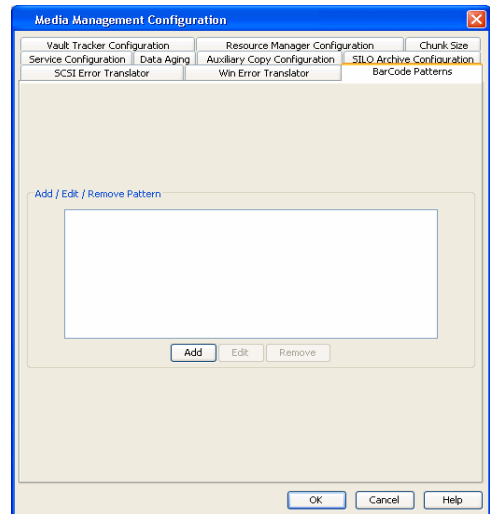 Media Management Configuration
Vault Tracker Configuration Resource Manager Configuration Chunk Size
Service Configuration Data Aging Auxiliary Copy Configuration SILO Archive Configuration
SCSI Error Translator Win Error Translator BarCode Patterns
Add / Edit / Remove Pattern
Add Edit Remove
OK Cancel Help